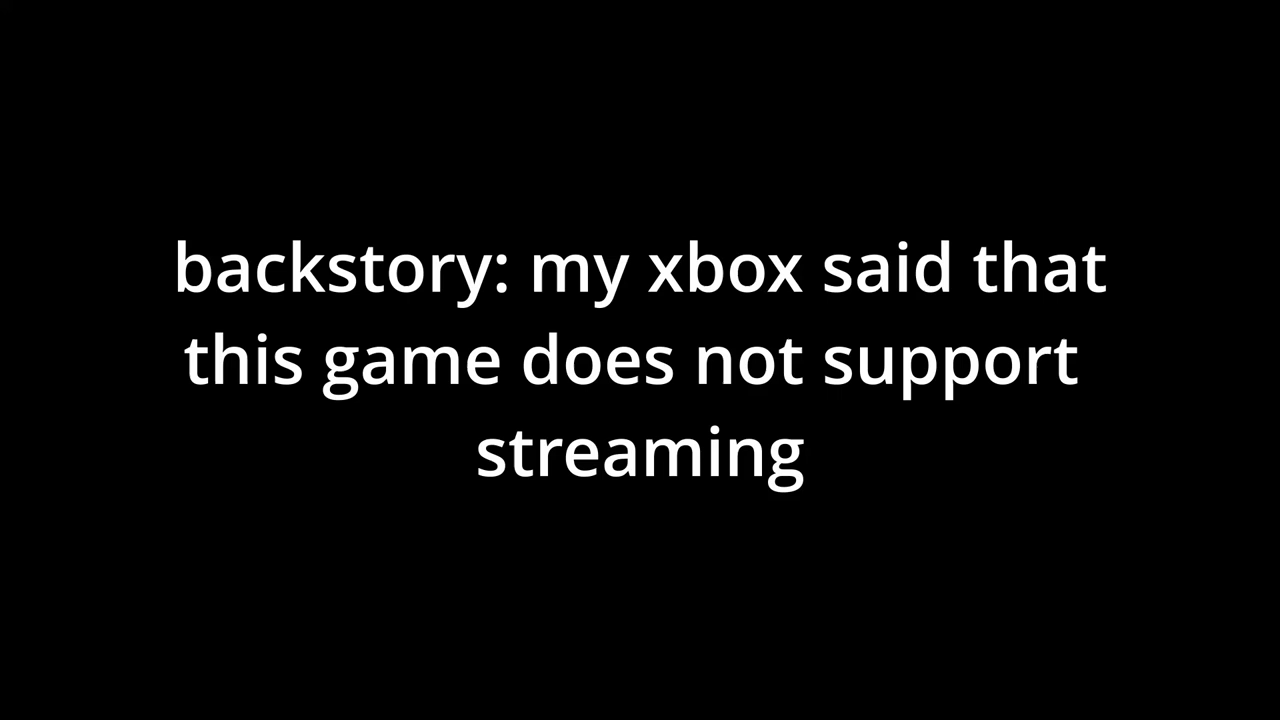 backstory: my xbox said that
this game does not support
streaming